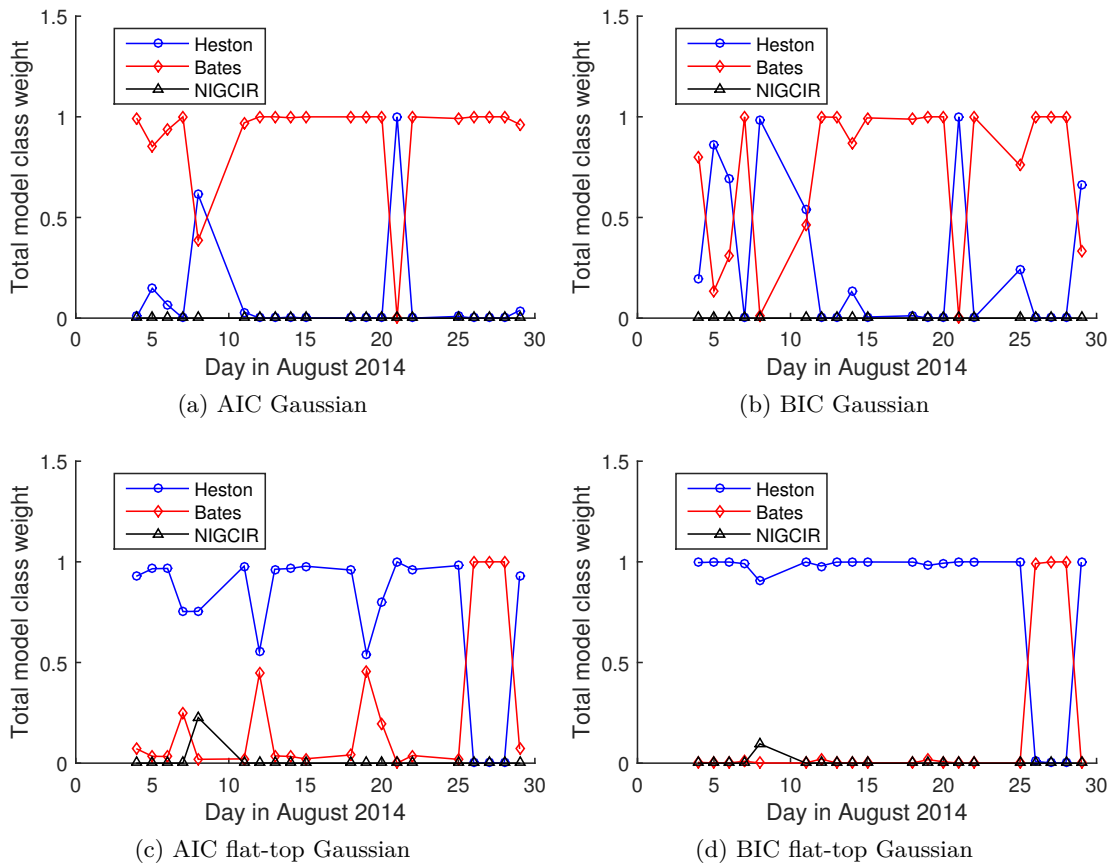 1.5
1
0.5
0
Total model class weight
Heston
Bates
NIGCIR
5 10 15 20 25 30
Day in August 2014
(a) AIC Gaussian
1.5
1
0.5
0
Total model class weight
Heston
Bates
NIGCIR
5 10 15 20 25 30
Day in August 2014
(b) BIC Gaussian
1.5
1
0.5
0
Total model class weight
Heston
Bates
NIGCIR
5 10 15 20 25 30
Day in August 2014
(c) AIC flat-top Gaussian
1.5
1
0.5
0
Total model class weight
Heston
Bates
NIGCIR
5 10 15 20 25 30
Day in August 2014
(d) BIC flat-top Gaussian